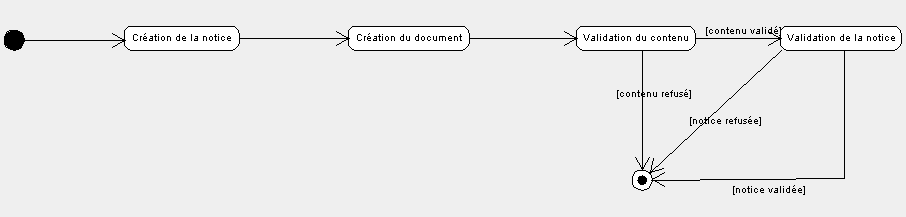 Création de la notice
Création du document
Validation du contenu
[contenu validé]
Validation de la notice
[contenu refusé]
[notice refusée]
[notice validée]